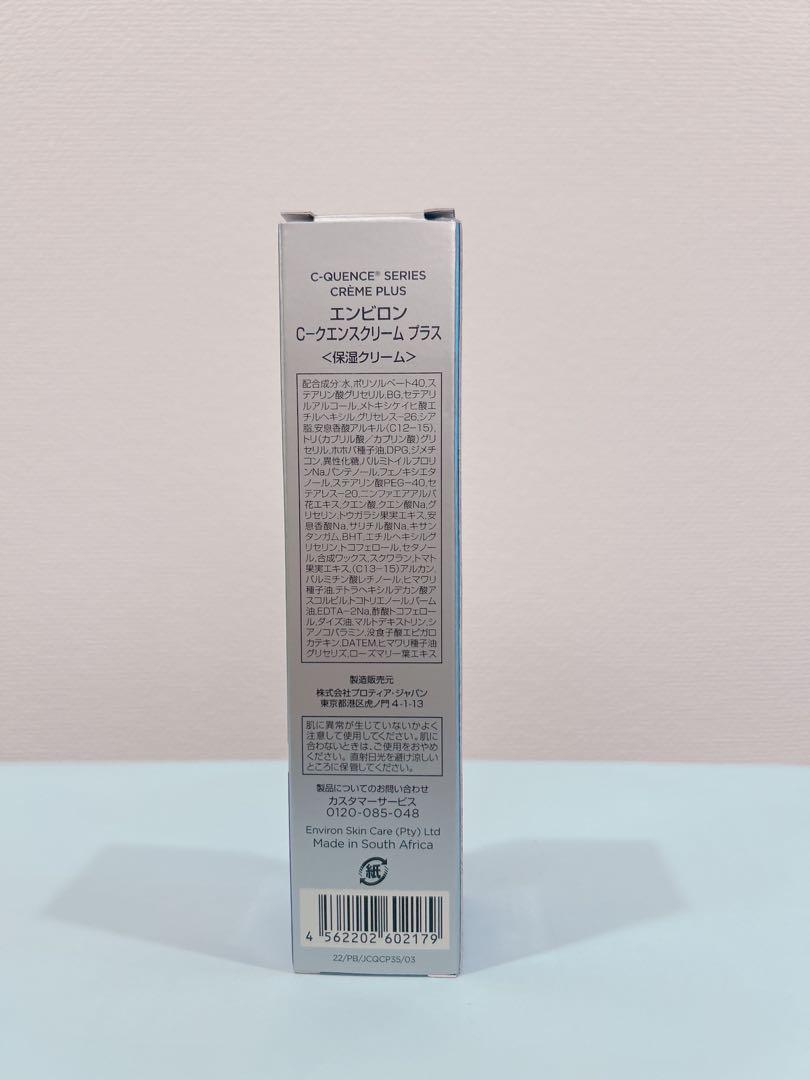 C-QUENCE® SERIES
CRÈME PLUS
エンビロン
C-クエンスクリーム プラス
<保湿クリーム>
配合成分:水,ポリソルベート40,ス
テアリン酸グリセリル,BG,セテアリ
ルアルコール,メトキシケイヒ酸エ
チルヘキシル,グリセレス-26,シア
脂,安息香酸アルキル(C12-15),
トリ(カプリル酸/カプリン酸)グリ
セリル,ホホバ種子油,DPG,ジメチ
コン,異性化糖,パルミトイルプロリ
ンNa,パンテノール,フェノキシエタ
ノール,ステアリン酸PEG-40,セ
テアレス-20,ニンファエアアルバ
花エキス,クエン酸,クエン酸Na,グ
リセリン,トウガラシ果実エキス,安
息香酸Na,サリチル酸Na,キサン
タンガム,BHT,エチルヘキシルグ
リセリン,トコフェロール,セタノー
ル,合成ワックス,スクワラン,トマト
果実エキス,(C13-15)アルカン,
パルミチン酸レチノール,ヒマワリ
種子油,テトラヘキシルデカン酸ア
スコルビル,トコトリエノール,パーム
油,EDTA-2Na,酢酸トコフェロー
ル,ダイズ油,マルトデキストリン,シ
アノコバラミン,没食子酸エピガロ
カテキン,DATEM,ヒマワリ種子油
グリセリズ,ローズマリー葉エキス
製造販売元
株式会社プロティア・ジャパン
東京都港区虎ノ門 4-1-13
肌に異常が生じていないかよく
注意して使用してください。肌に
合わないときは、ご使用をおやめ
ください。直射日光を避け涼しい
ところに保管してください。
製品についてのお問い合わせ
カスタマーサービス
0120-085-048
Environ Skin Care (Pty) Ltd
Made in South Africa
紙
4 562202 602179
22/PB/JCQCP35/03